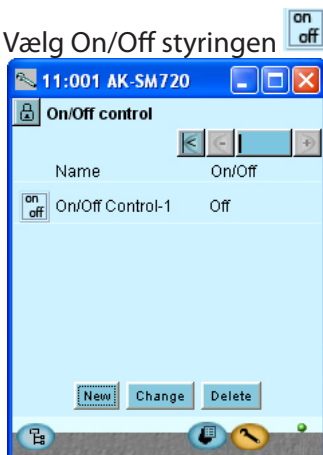 Vælg On/Off styringen on off
11:001 AK-SM720
On/Off control
Name On/Off
on off On/Off Control-1 Off
New Change Delete